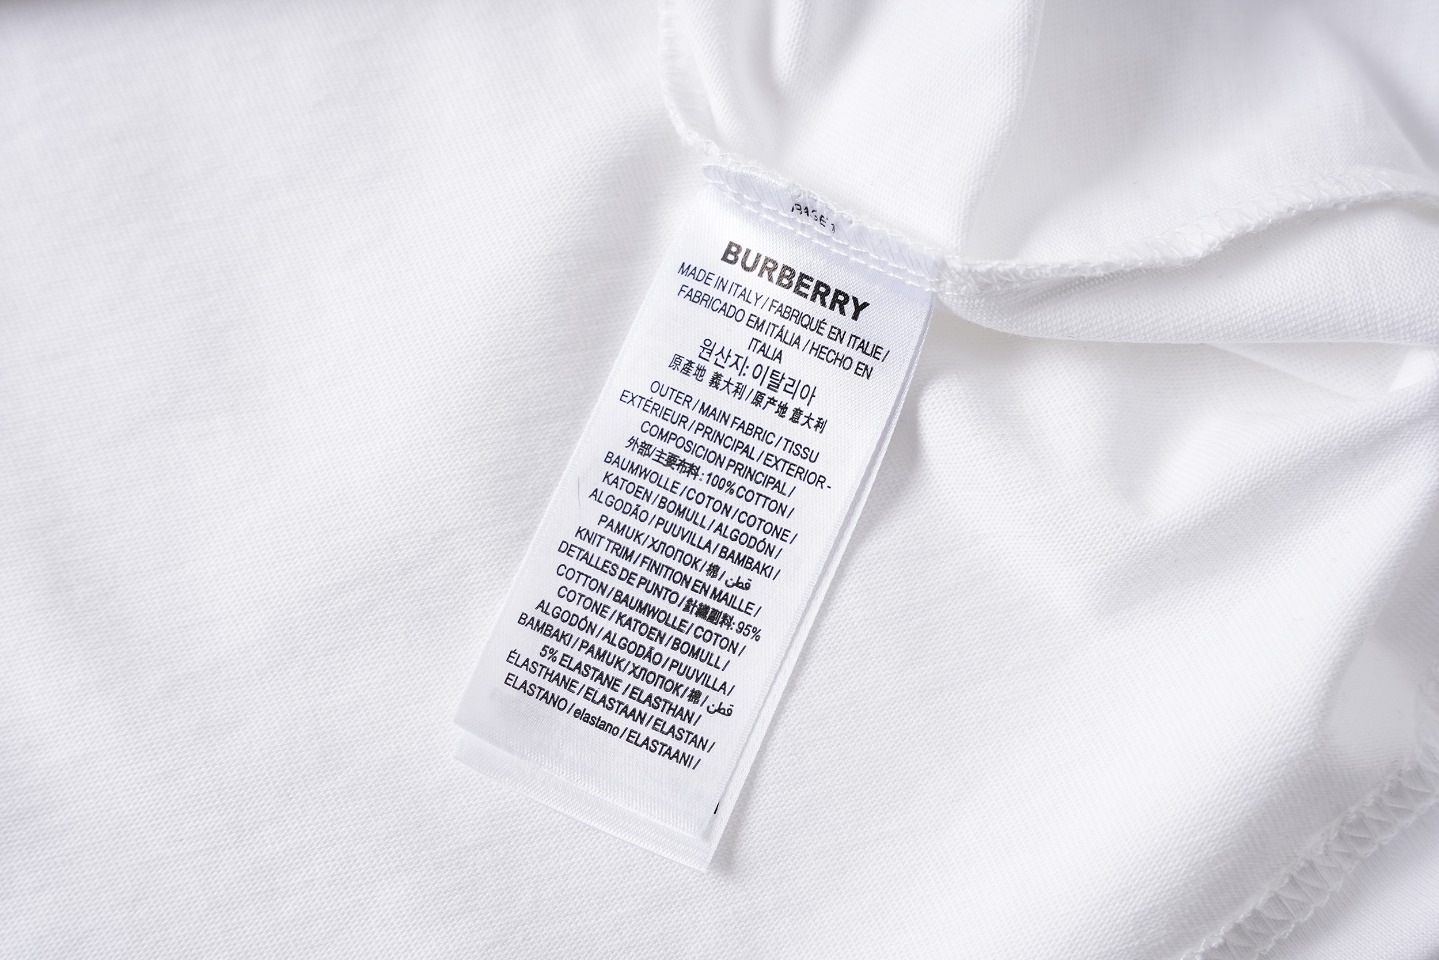 PAGE 1
BURBERRY
MADE IN ITALY / FABRIQUÉ EN ITALIE /
FABRICADO EM ITÁLIA / HECHO EN
ITALIA
원산지: 이탈리아
原產地 義大利 / 原产地 意大利
OUTER / MAIN FABRIC / TISSU
EXTÉRIEUR / PRINCIPAL / EXTERIOR -
COMPOSICION PRINCIPAL /
外部/主要布料: 100% COTTON /
BAUMWOLLE / COTON / COTONE /
KATOEN / BOMULL / ALGODÓN /
ALGODÃO / PUUVILLA / BAMBAKI /
PAMUK / ХЛОПОК / 棉 / قطن
KNIT TRIM / FINITION EN MAILLE /
DETALLES DE PUNTO / 針織副料: 95%
COTTON / BAUMWOLLE / COTON /
COTONE / KATOEN / BOMULL /
ALGODÓN / ALGODÃO / PUUVILLA /
BAMBAKI / PAMUK / ХЛОПОК / 棉 / قطن
5% ELASTANE / ELASTHAN /
ÉLASTHANE / ELASTAAN / ELASTAN /
ELASTANO / elastano / ELASTAANI /